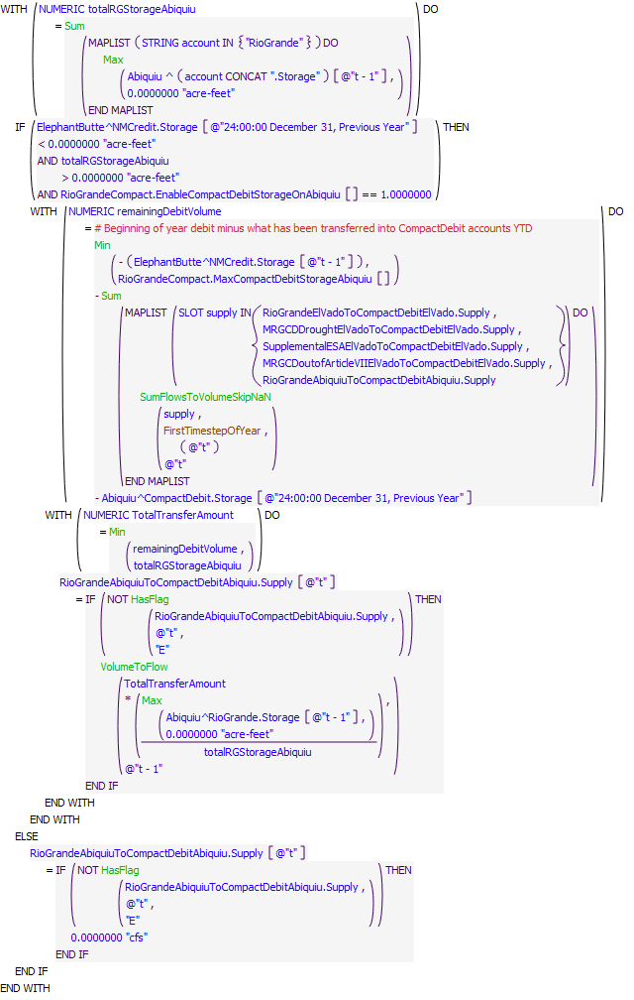 WITH ( NUMERIC totalRGStorageAbiquiu ) DO
= Sum
( MAPLIST ( STRING account IN { "RioGrande" } ) DO
Max
( Abiquiu ^ ( account CONCAT ".Storage" ) [ @"t - 1" ] ,
0.0000000 "acre-feet" )
END MAPLIST )
IF ( ElephantButte^NMCredit.Storage [ @"24:00:00 December 31, Previous Year" ] ) THEN
< 0.0000000 "acre-feet"
AND totalRGStorageAbiquiu
> 0.0000000 "acre-feet"
AND RioGrandeCompact.EnableCompactDebitStorageOnAbiquiu [ ] == 1.0000000
WITH ( NUMERIC remainingDebitVolume ) DO
= # Beginning of year debit minus what has been transferred into CompactDebit accounts YTD
Min
( - ( ElephantButte^NMCredit.Storage [ @"t - 1" ] ) ,
RioGrandeCompact.MaxCompactDebitStorageAbiquiu [ ] )
- Sum
( MAPLIST ( SLOT supply IN { RioGrandeElVadoToCompactDebitElVado.Supply , } ) DO
MRGCDDroughtElVadoToCompactDebitElVado.Supply ,
SupplementalESAElVadoToCompactDebitElVado.Supply ,
MRGCDoutofArticleVIIElVadoToCompactDebitElVado.Supply ,
RioGrandeAbiquiuToCompactDebitAbiquiu.Supply
SumFlowsToVolumeSkipNaN
( supply ,
FirstTimestepOfYear ,
( @"t" )
@"t" )
END MAPLIST )
- Abiquiu^CompactDebit.Storage [ @"24:00:00 December 31, Previous Year" ]
WITH ( NUMERIC TotalTransferAmount ) DO
= Min
( remainingDebitVolume ,
totalRGStorageAbiquiu )
RioGrandeAbiquiuToCompactDebitAbiquiu.Supply [ @"t" ]
= IF ( NOT HasFlag ) THEN
( RioGrandeAbiquiuToCompactDebitAbiquiu.Supply ,
@"t" ,
"E" )
VolumeToFlow
( TotalTransferAmount
* ( Max ) ,
( Abiquiu^RioGrande.Storage [ @"t - 1" ] ,
0.0000000 "acre-feet" )
totalRGStorageAbiquiu
@"t - 1" )
END IF
END WITH
END WITH
ELSE
RioGrandeAbiquiuToCompactDebitAbiquiu.Supply [ @"t" ]
= IF ( NOT HasFlag ) THEN
( RioGrandeAbiquiuToCompactDebitAbiquiu.Supply ,
@"t" ,
"E" )
0.0000000 "cfs"
END IF
END IF
END WITH